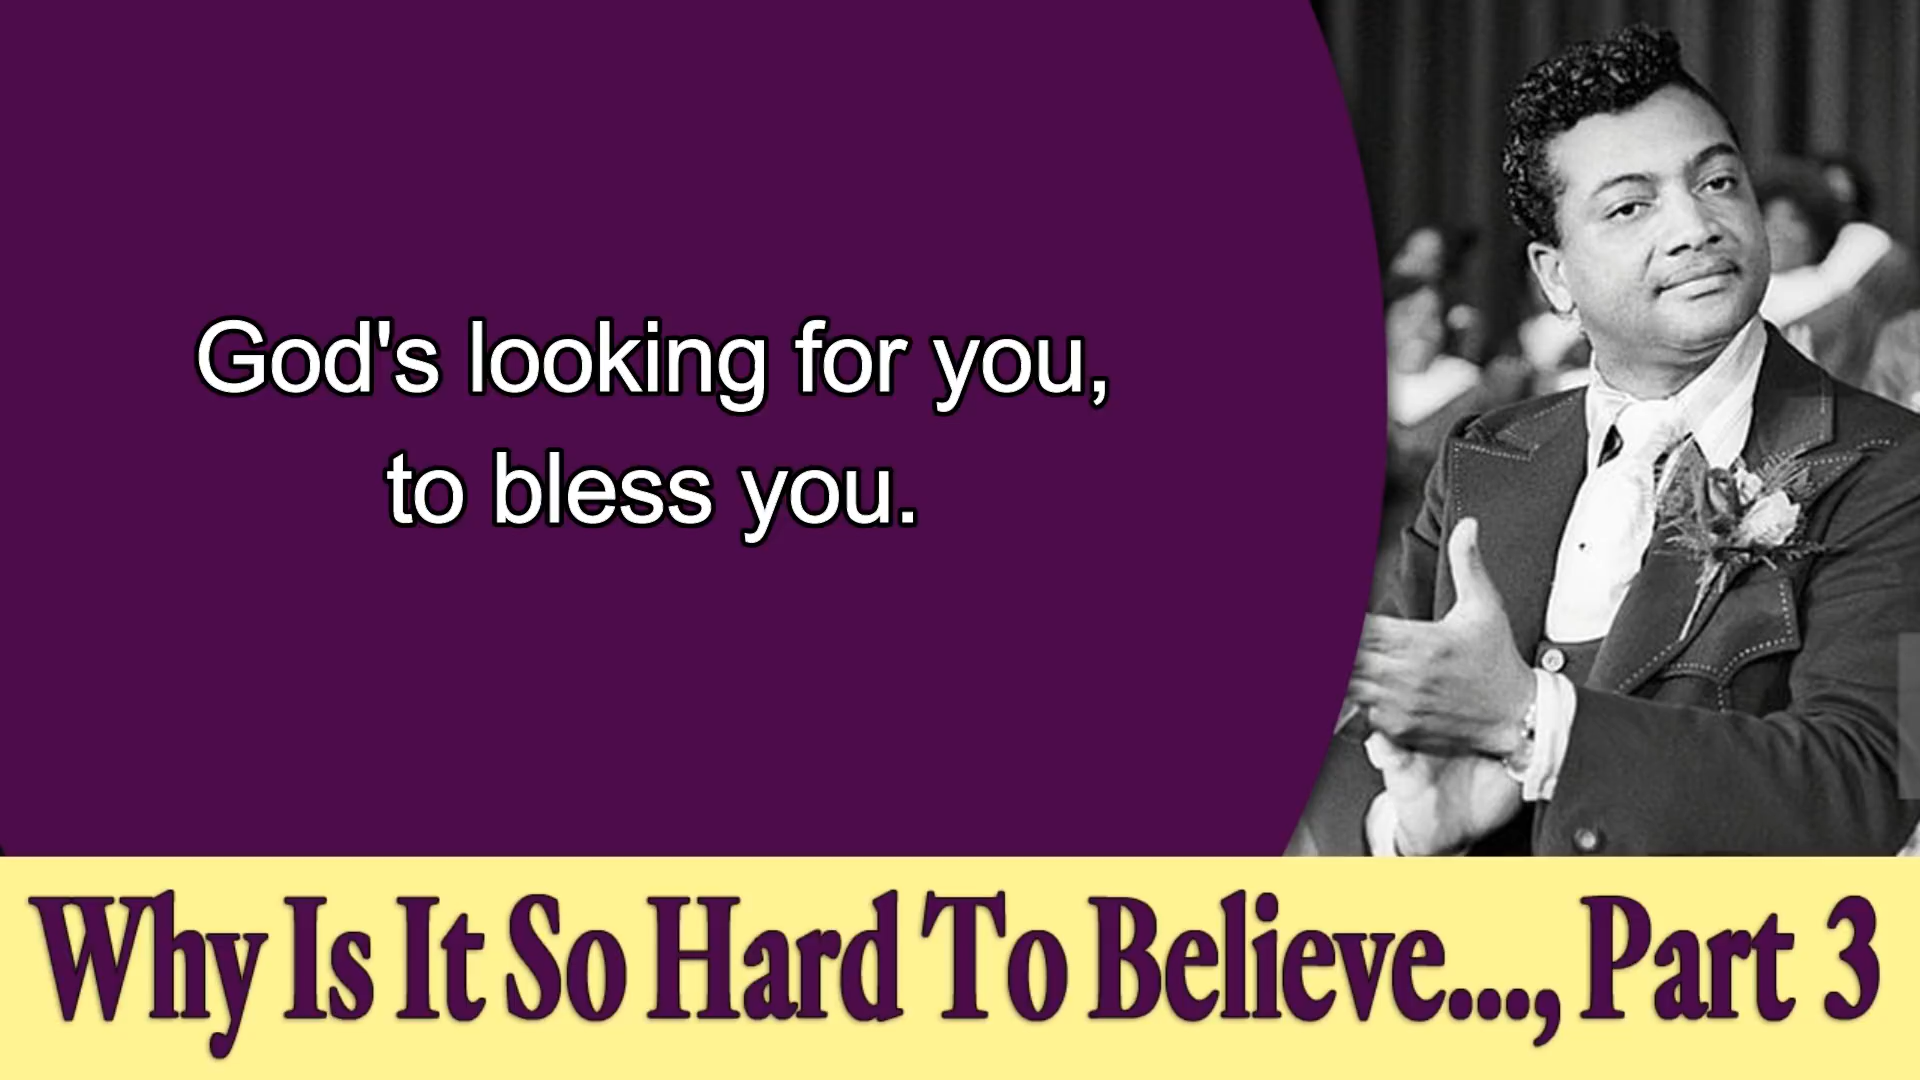 God's looking for you,
to bless you.
Why Is It So Hard To Believe..., Part 3